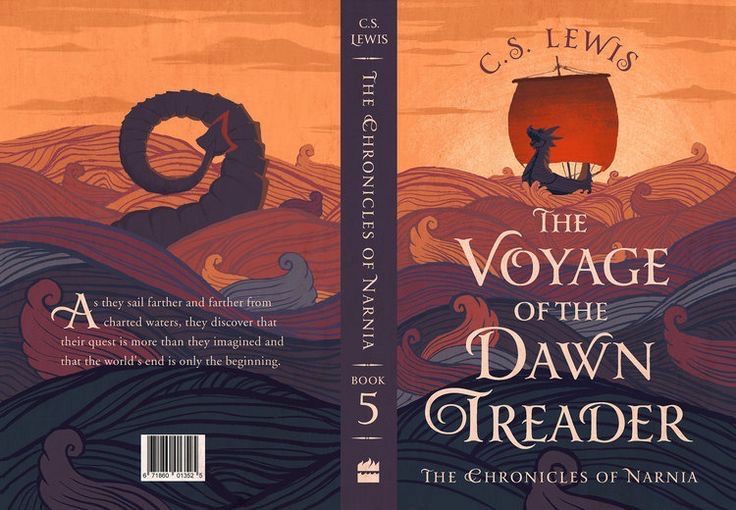 As they sail farther and farther from
charted waters, they discover that
their quest is more than they imagined and
that the world's end is only the beginning.
6 71860 01352 5
C.S.
LEWIS
THE CHRONICLES OF NARNIA
BOOK
5
C.S. LEWIS
THE
VOYAGE
OF THE
DAWN
TREADER
THE CHRONICLES OF NARNIA